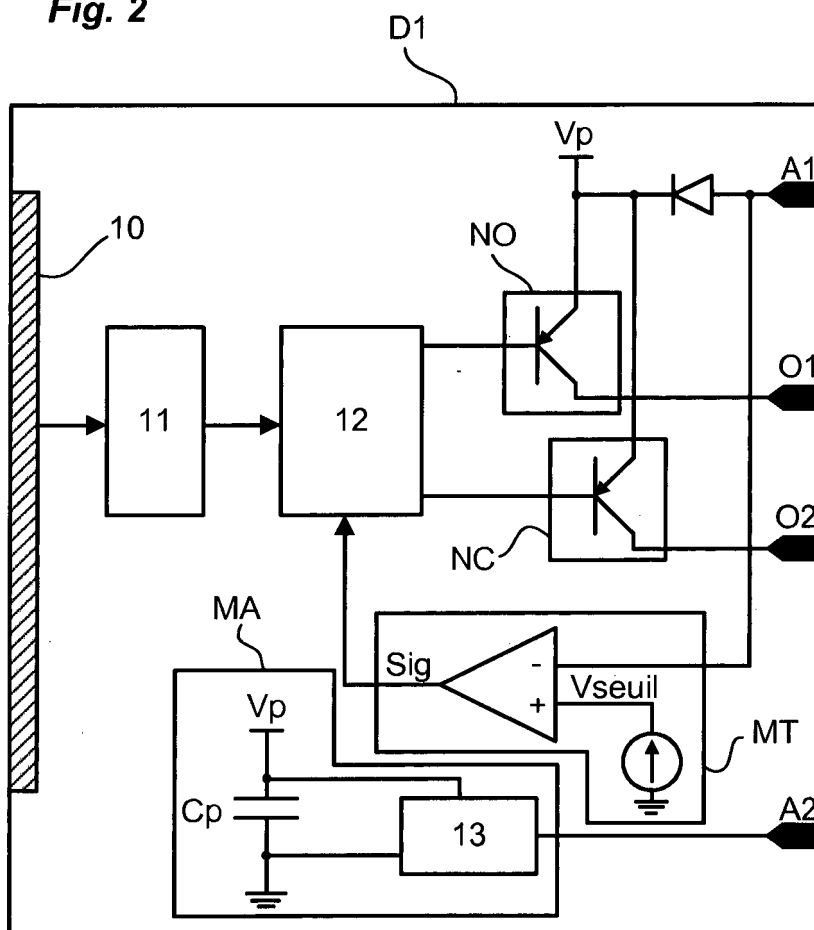 Fig. 2
D1
Vp
A1
10
NO
O1
11
12
O2
NC
MA
Sig
-
Vseuil
+
Vp
MT
Cp
13
A2